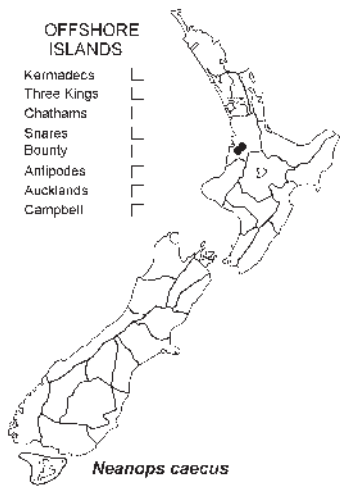 OFFSHORE
ISLANDS
Kermadecs
Three Kings
Chathams
Snares
Bounty
Antipodes
Aucklands
Campbell
Neanops caecus